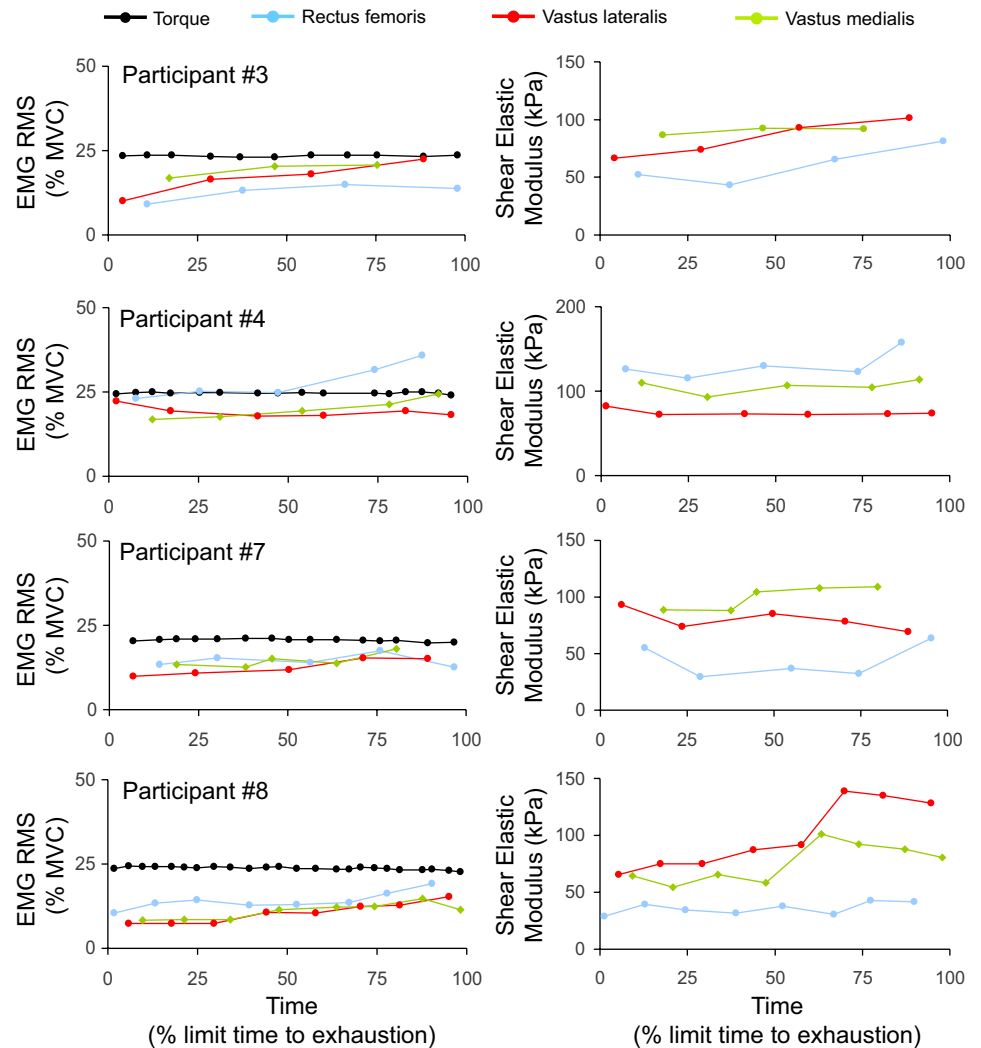 Torque
Rectus femoris
Vastus lateralis
Vastus medialis
Participant #3
EMG RMS
(% MVC)
50
25
0
0 25 50 75 100
Shear Elastic
Modulus (kPa)
150
100
50
0
0 25 50 75 100
Participant #4
EMG RMS
(% MVC)
50
25
0
0 25 50 75 100
Shear Elastic
Modulus (kPa)
200
100
0
0 25 50 75 100
Participant #7
EMG RMS
(% MVC)
50
25
0
0 25 50 75 100
Shear Elastic
Modulus (kPa)
150
100
50
0
0 25 50 75 100
Participant #8
EMG RMS
(% MVC)
50
25
0
0 25 50 75 100
Time
(% limit time to exhaustion)
Shear Elastic
Modulus (kPa)
150
100
50
0
0 25 50 75 100
Time
(% limit time to exhaustion)